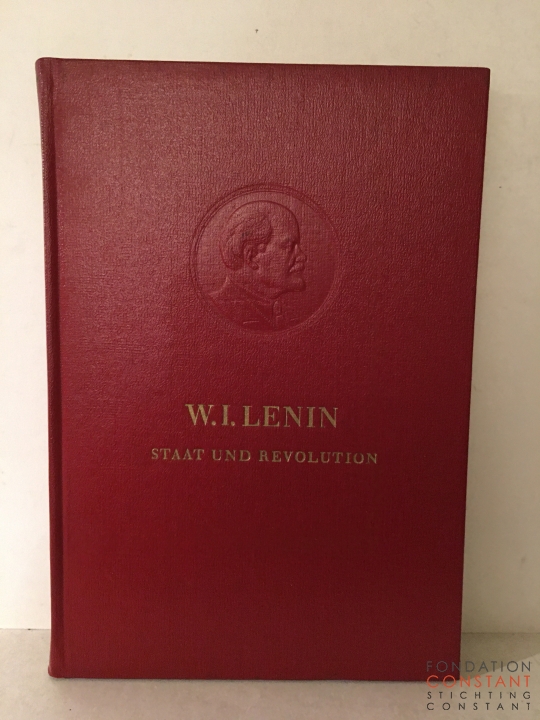 W.I.LENIN
STAAT UND REVOLUTION
FONDATION
CONSTANT
STICHTING
CONSTANT